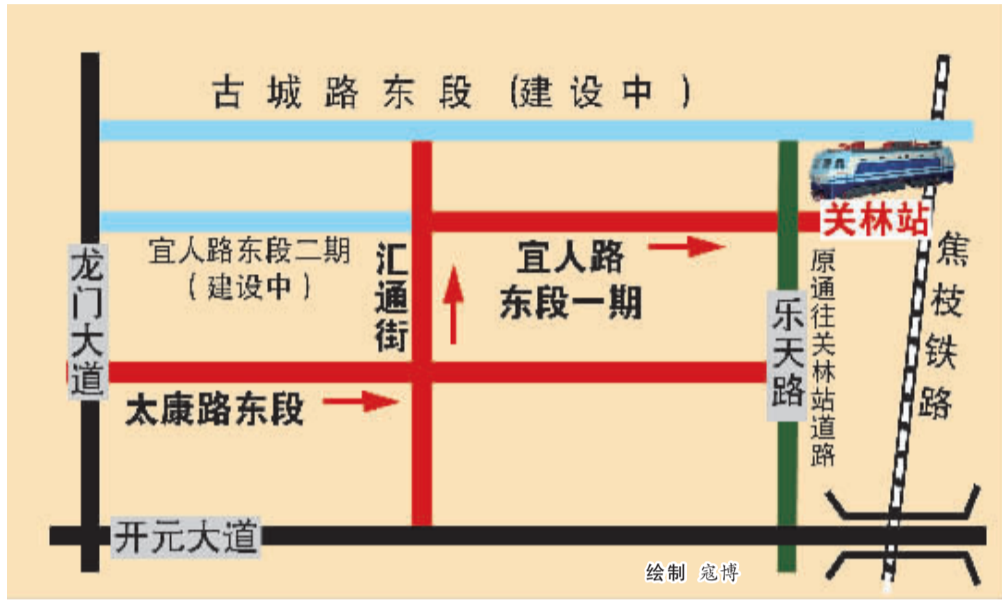 古城路东段(建设中)
关林站
宜人路东段二期
(建设中)
汇通街
宜人路
东段一期
龙门大道
乐天路
原通往关林站道路
焦枝铁路
太康路东段
开元大道
绘制 寇博